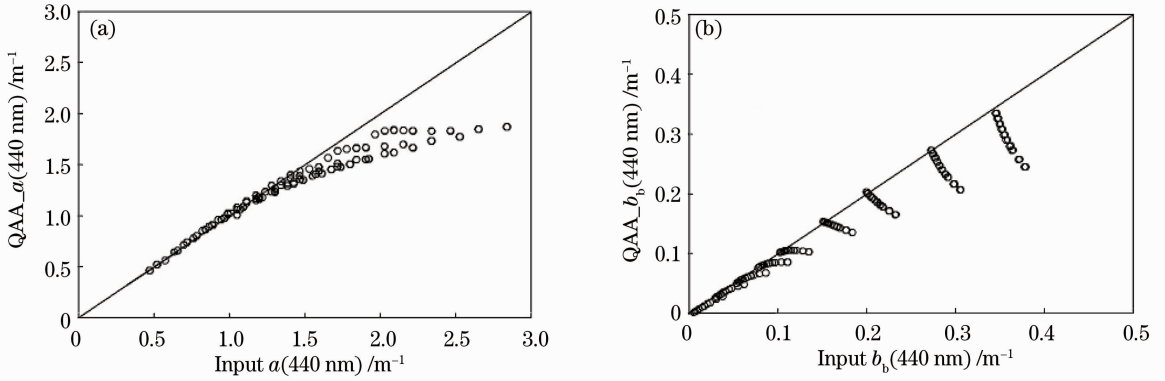 (a)
QAA_a(440 nm) /m⁻¹
3.0
2.5
2.0
1.5
1.0
0.5
0
0 0.5 1.0 1.5 2.0 2.5 3.0
Input a(440 nm) /m⁻¹
(b)
QAA_b_b(440 nm) /m⁻¹
0.5
0.4
0.3
0.2
0.1
0
0 0.1 0.2 0.3 0.4 0.5
Input b_b(440 nm) /m⁻¹